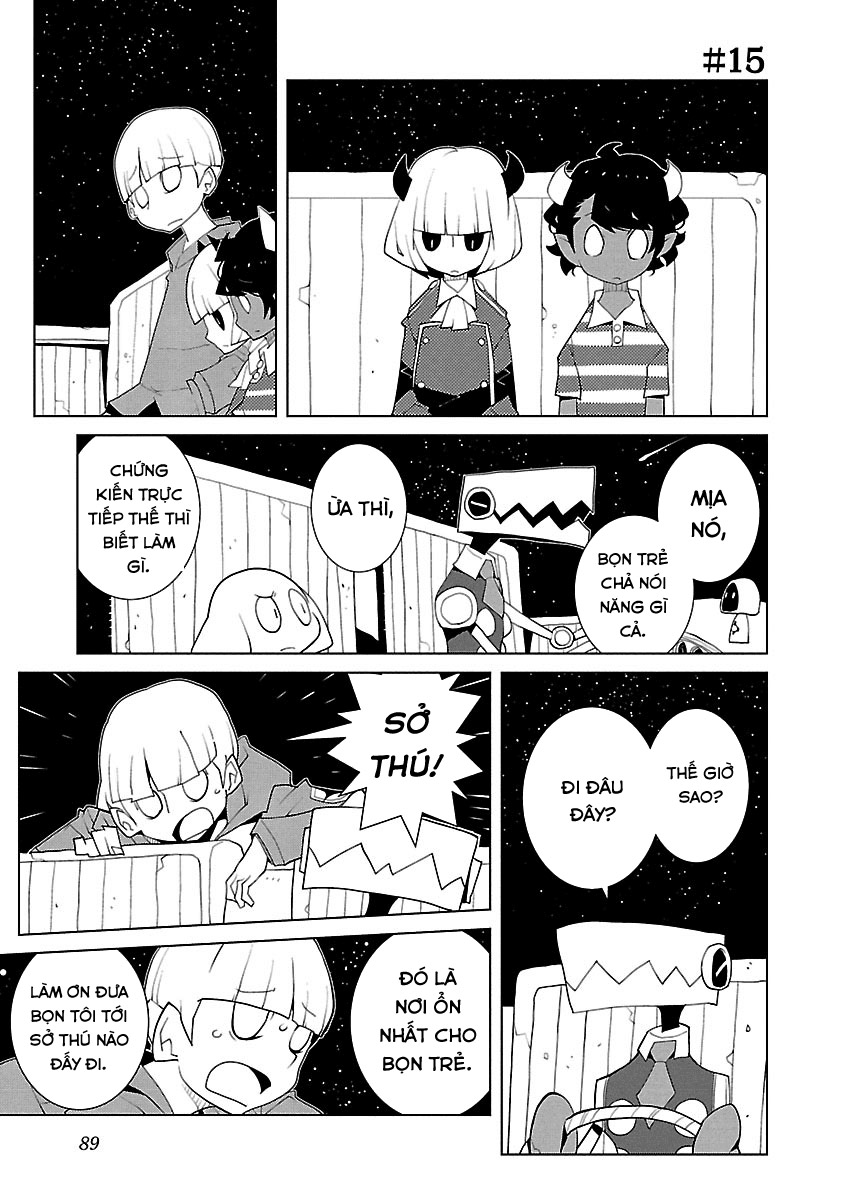 #15
MỊA
NÓ,
BỌN TRẺ
CHẢ NÓI
NĂNG GÌ
CẢ.
ỪA THÌ,
CHỨNG
KIẾN TRỰC
TIẾP THẾ THÌ
BIẾT LÀM
GÌ.
THẾ GIỜ
SAO?
ĐI ĐÂU
ĐÂY?
SỞ
THÚ!
ĐÓ LÀ
NƠI ỔN
NHẤT CHO
BỌN TRẺ.
LÀM ƠN ĐƯA
BỌN TÔI TỚI
SỞ THÚ NÀO
ĐẤY ĐI.
89